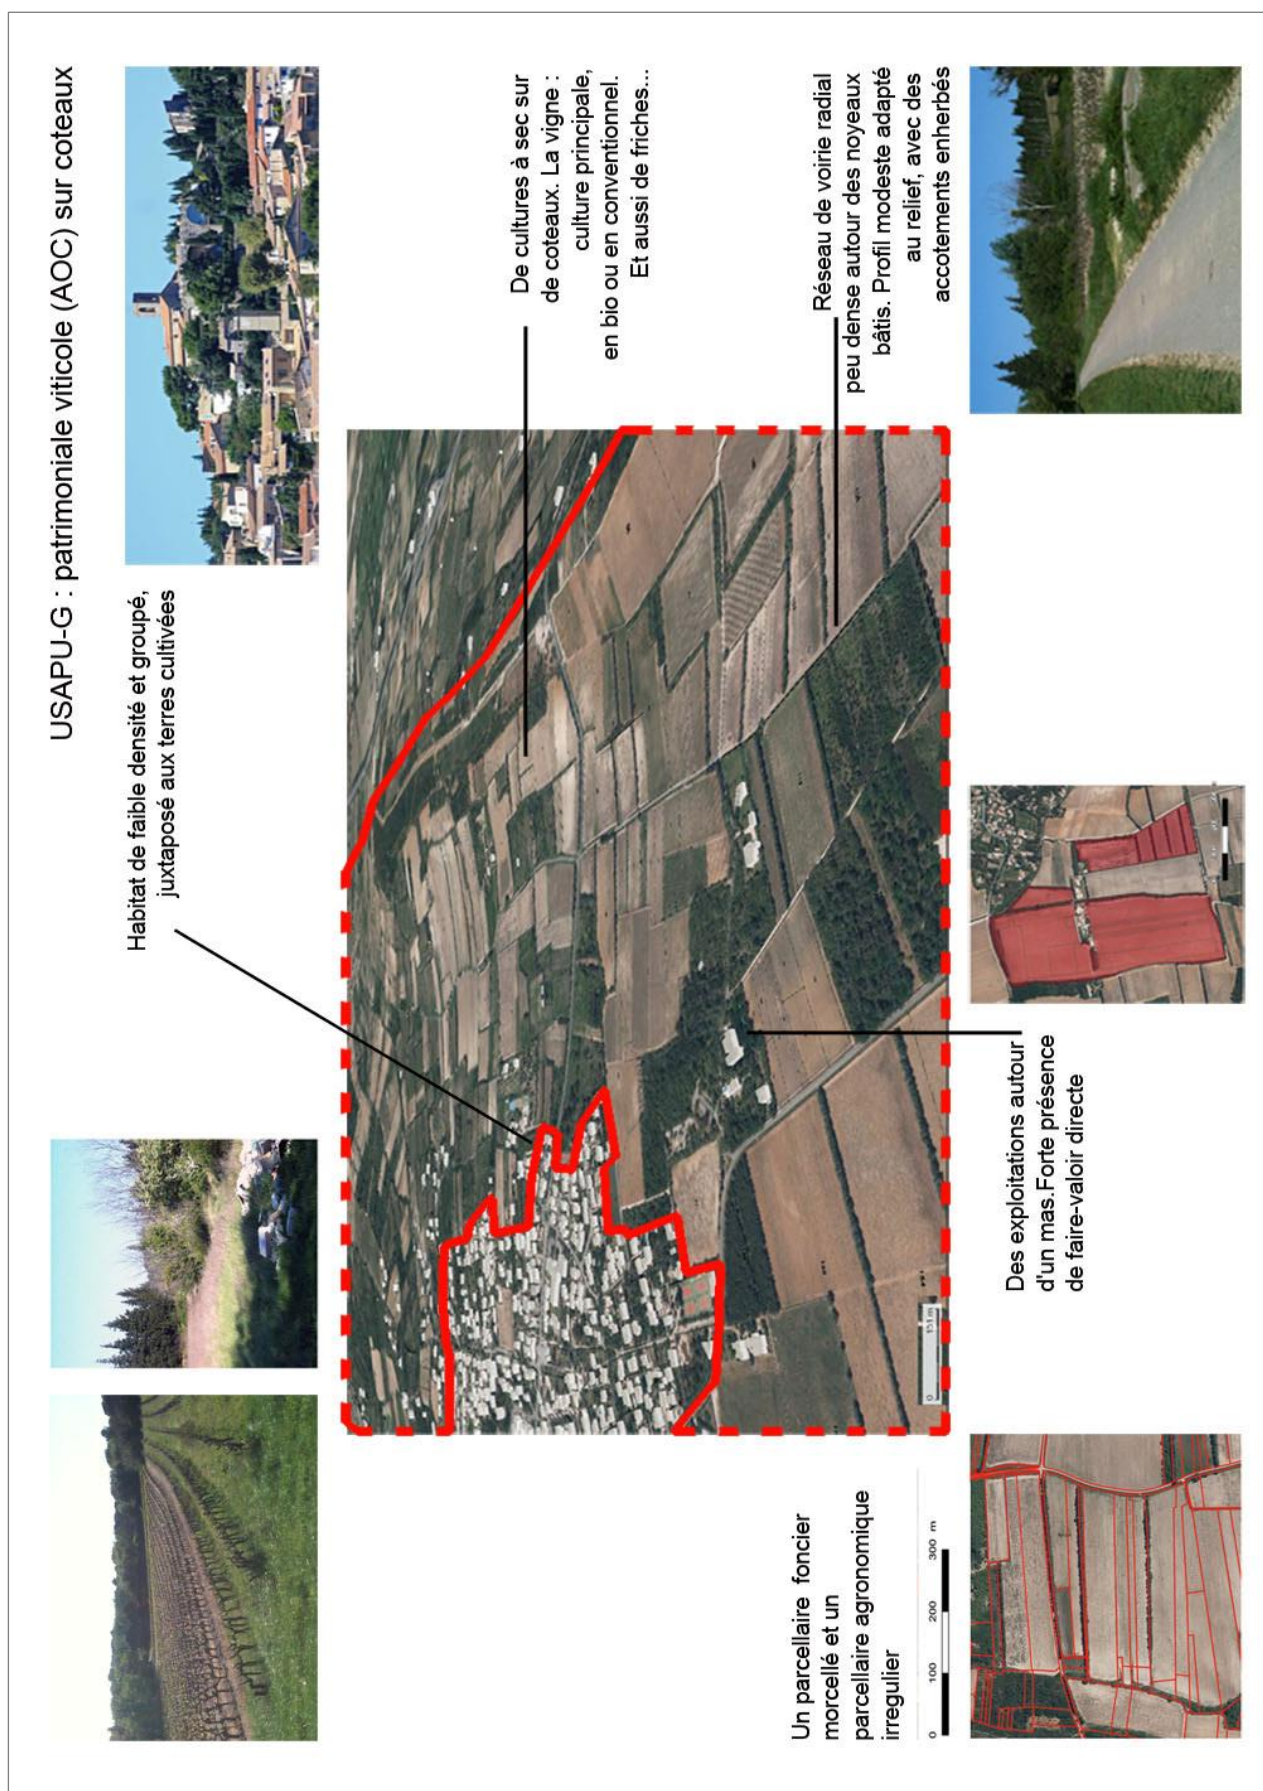 USAPU-G : patrimoniale viticole (AOC) sur coteaux
Habitat de faible densité et groupé,
juxtaposé aux terres cultivées
De cultures à sec sur
de coteaux. La vigne :
culture principale,
en bio ou en conventionnel.
Et aussi de friches...
Réseau de voirie radial
peu dense autour des noyeaux
bâtis. Profil modeste adapté
au relief, avec des
accotements enherbés
Un parcellaire foncier
morcellé et un
parcellaire agronomique
irregulier
0 100 200 300 m
0 151 m
Des exploitations autour
d'un mas.Forte présence
de faire-valoir directe